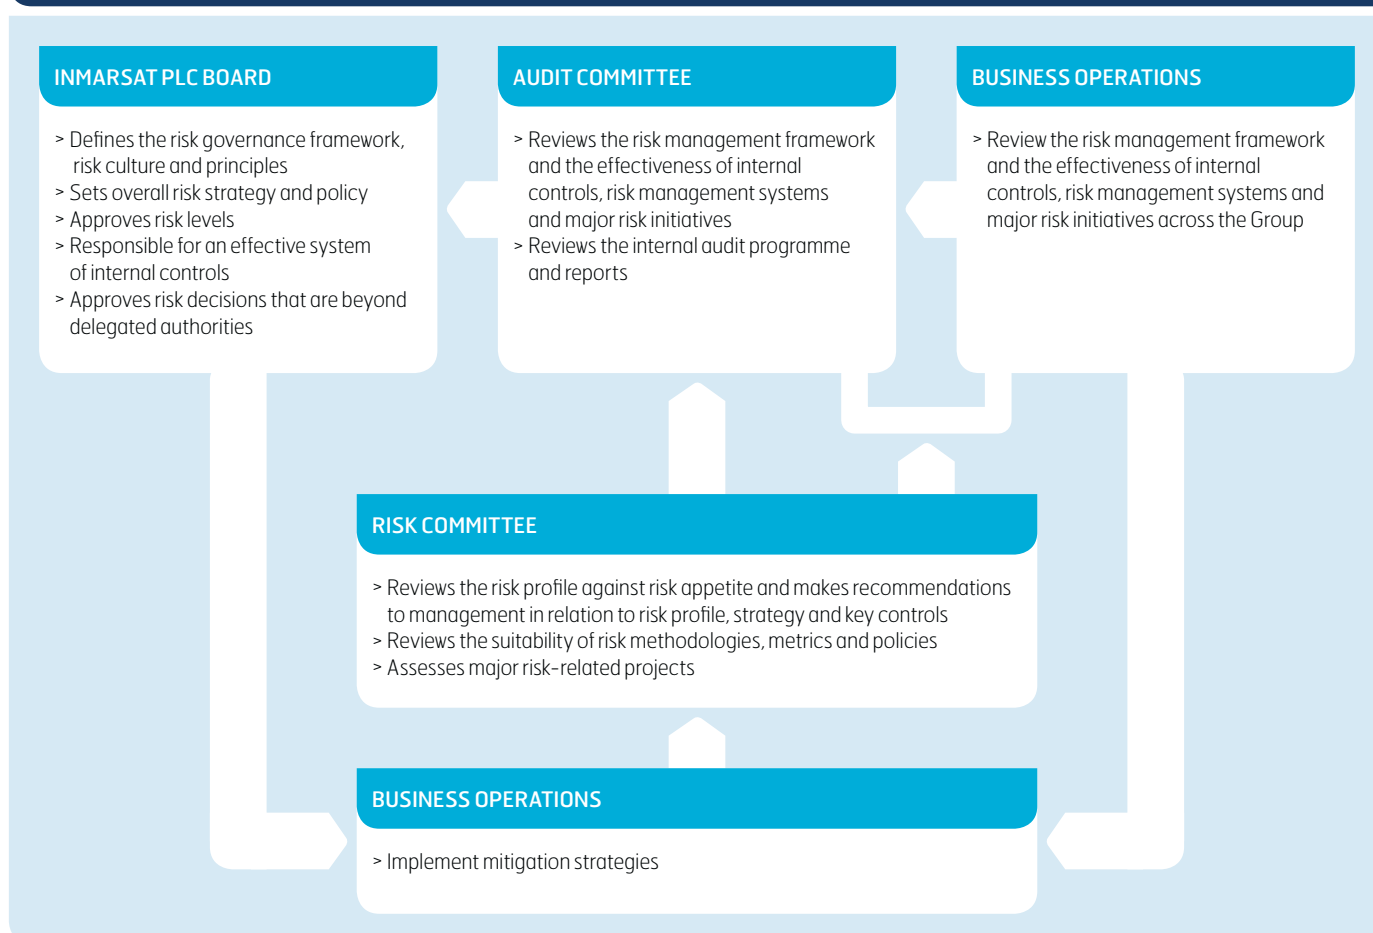 INMARSAT PLC BOARD
> Defines the risk governance framework,
risk culture and principles
> Sets overall risk strategy and policy
> Approves risk levels
> Responsible for an effective system
of internal controls
> Approves risk decisions that are beyond
delegated authorities
AUDIT COMMITTEE
> Reviews the risk management framework
and the effectiveness of internal
controls, risk management systems
and major risk initiatives
> Reviews the internal audit programme
and reports
BUSINESS OPERATIONS
> Review the risk management framework
and the effectiveness of internal
controls, risk management systems and
major risk initiatives across the Group
RISK COMMITTEE
> Reviews the risk profile against risk appetite and makes recommendations
to management in relation to risk profile, strategy and key controls
> Reviews the suitability of risk methodologies, metrics and policies
> Assesses major risk-related projects
BUSINESS OPERATIONS
> Implement mitigation strategies